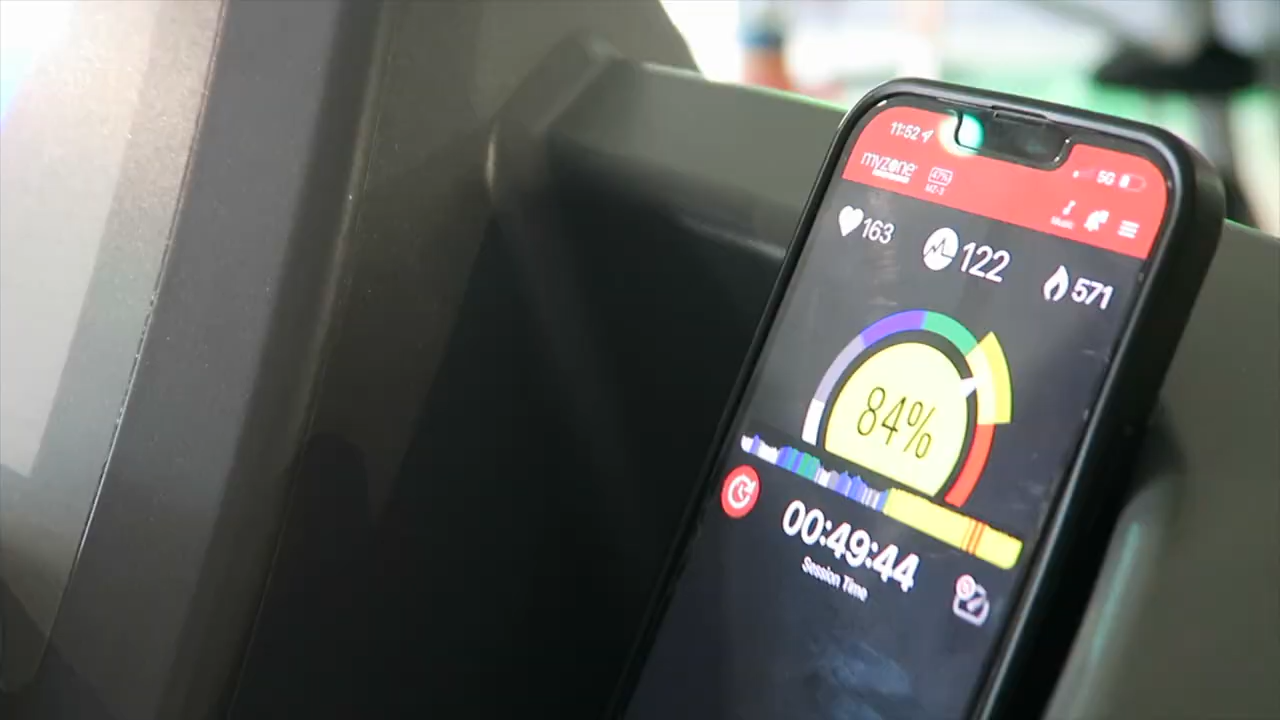 11:52
5G
myzone
47%
MZ-3
Music
163
122
571
84%
00:49:44
Session Time